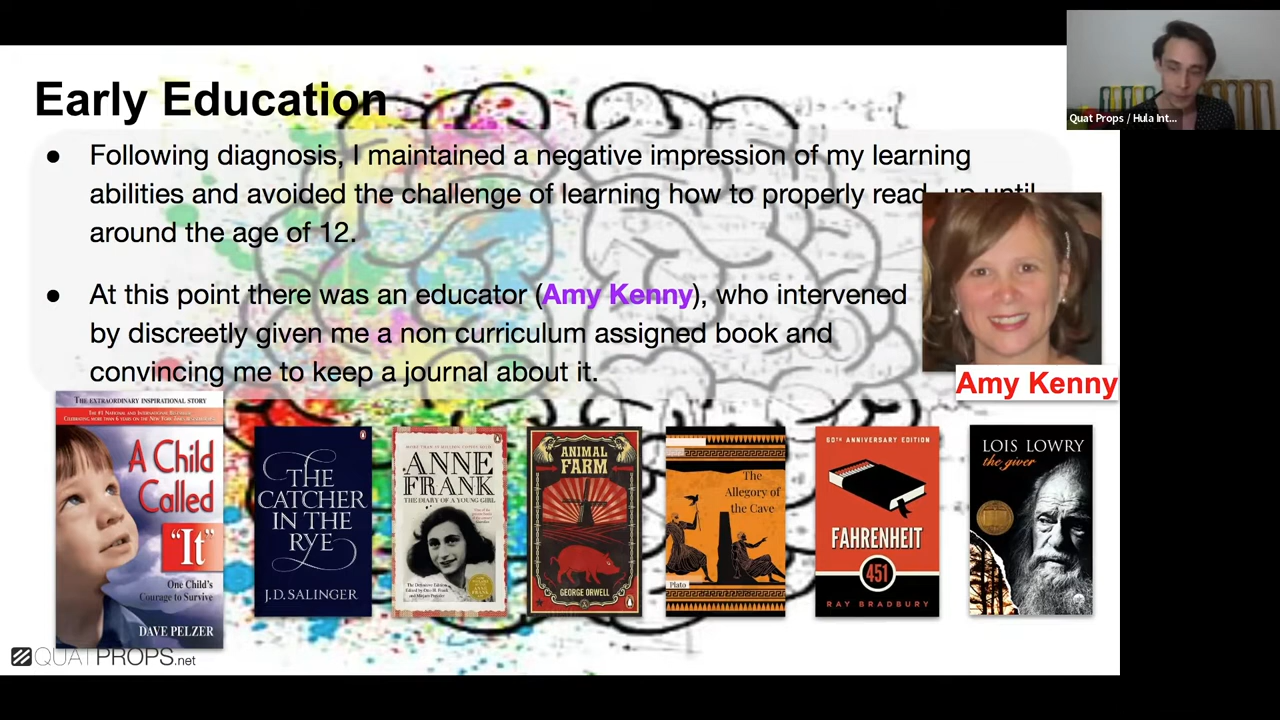 Quat Props / Hula Int...
Early Education
● Following diagnosis, I maintained a negative impression of my learning
abilities and avoided the challenge of learning how to properly read, up until
around the age of 12.
● At this point there was an educator (Amy Kenny), who intervened
by discreetly given me a non curriculum assigned book and
convincing me to keep a journal about it.
Amy Kenny
THE EXTRAORDINARY INSPIRATIONAL STORY
A Child
Called
"It"
One Child's
Courage to Survive
DAVE PELZER
THE
CATCHER
IN THE
RYE
J.D. SALINGER
ANNE
FRANK
THE DIARY OF A YOUNG GIRL
ANIMAL
FARM
GEORGE ORWELL
The
Allegory of
the Cave
Plato
60TH ANNIVERSARY EDITION
FAHRENHEIT
451
RAY BRADBURY
LOIS LOWRY
the giver
QUATPROPS.net